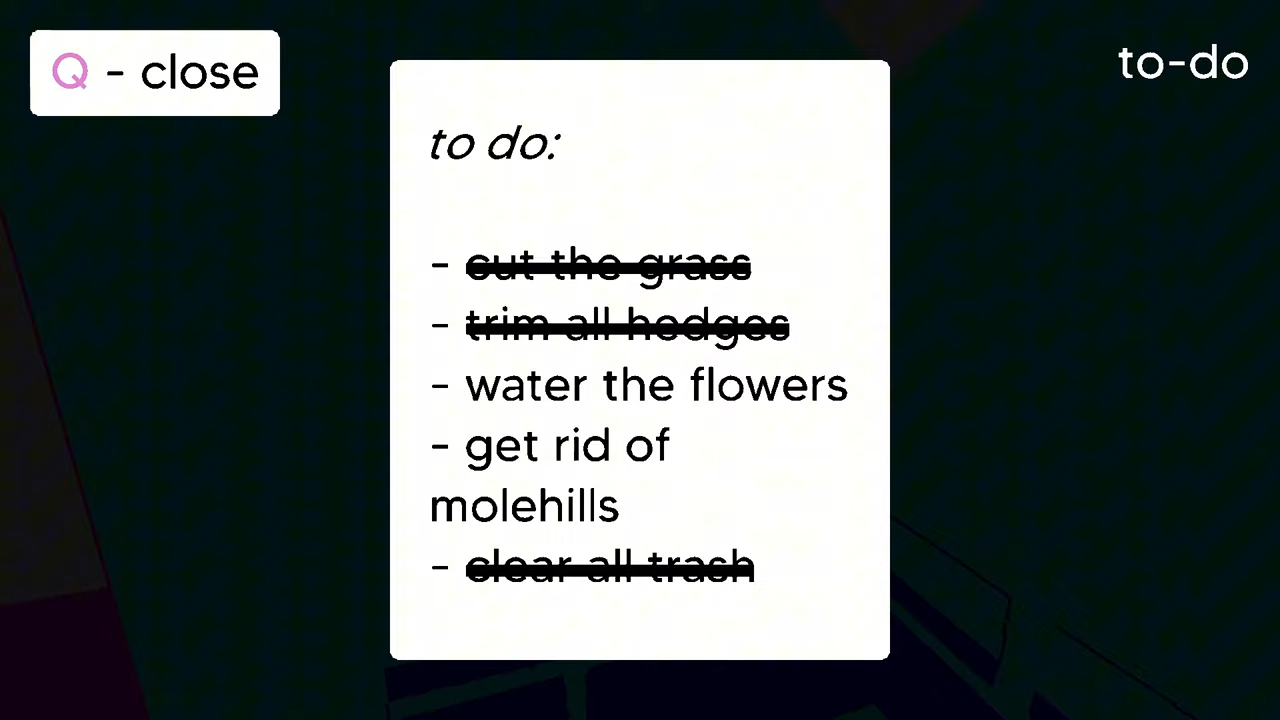 Q - close
to-do
to do:
- cut the grass
- trim all hedges
- water the flowers
- get rid of
molehills
- clear all trash